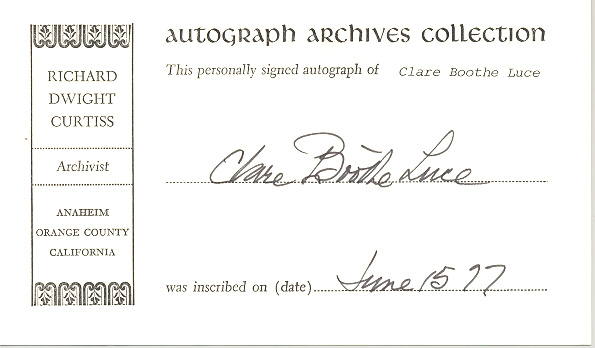 RICHARD
DWIGHT
CURTISS
Archivist
ANAHEIM
ORANGE COUNTY
CALIFORNIA
AUTOGRAPH ARCHIVES COLLECTION
This personally signed autograph of Clare Boothe Luce
Clare Boothe Luce
was inscribed on (date) June 15 77